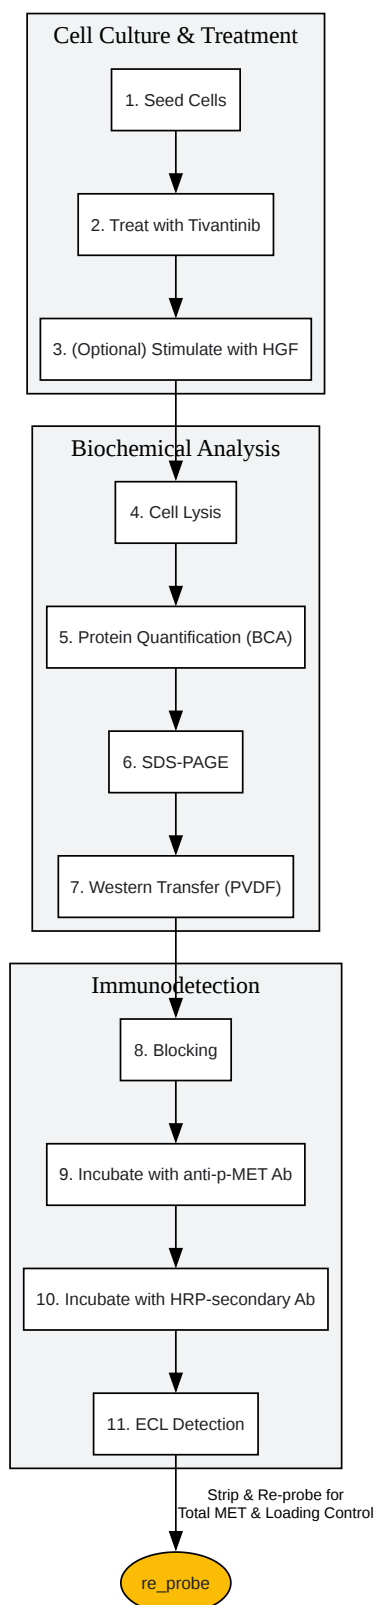 Cell Culture & Treatment
1. Seed Cells
2. Treat with Tivantinib
3. (Optional) Stimulate with HGF
Biochemical Analysis
4. Cell Lysis
5. Protein Quantification (BCA)
6. SDS-PAGE
7. Western Transfer (PVDF)
Immunodetection
8. Blocking
9. Incubate with anti-p-MET Ab
10. Incubate with HRP-secondary Ab
11. ECL Detection
Strip & Re-probe for
Total MET & Loading Control
re_probe